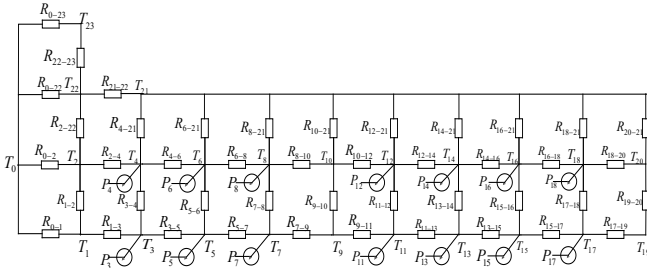 R0-23 T23
R22-23
R0-22 T22 R21-22 T21
R2-22 R4-21 R6-21 R8-21 R10-21 R12-21 R14-21 R16-21 R18-21 R20-21
T0 R0-2 T2 R2-4 T4 R4-6 T6 R6-8 T8 R8-10 T10 R10-12 T12 R12-14 T14 R14-16 T16 R16-18 T18 R18-20 T20
P4 P6 P8 P12 P14 P16 P18
R1-2 R3-4 R5-6 R7-8 R9-10 R11-12 R13-14 R15-16 R17-18 R19-20
R0-1 R1-3 R3-5 R5-7 R7-9 R9-11 R11-13 R13-15 R15-17 R17-19
T1 T3 T5 T7 T9 T11 T13 T15 T17 T19
P3 P5 P7 P11 P13 P15 P17